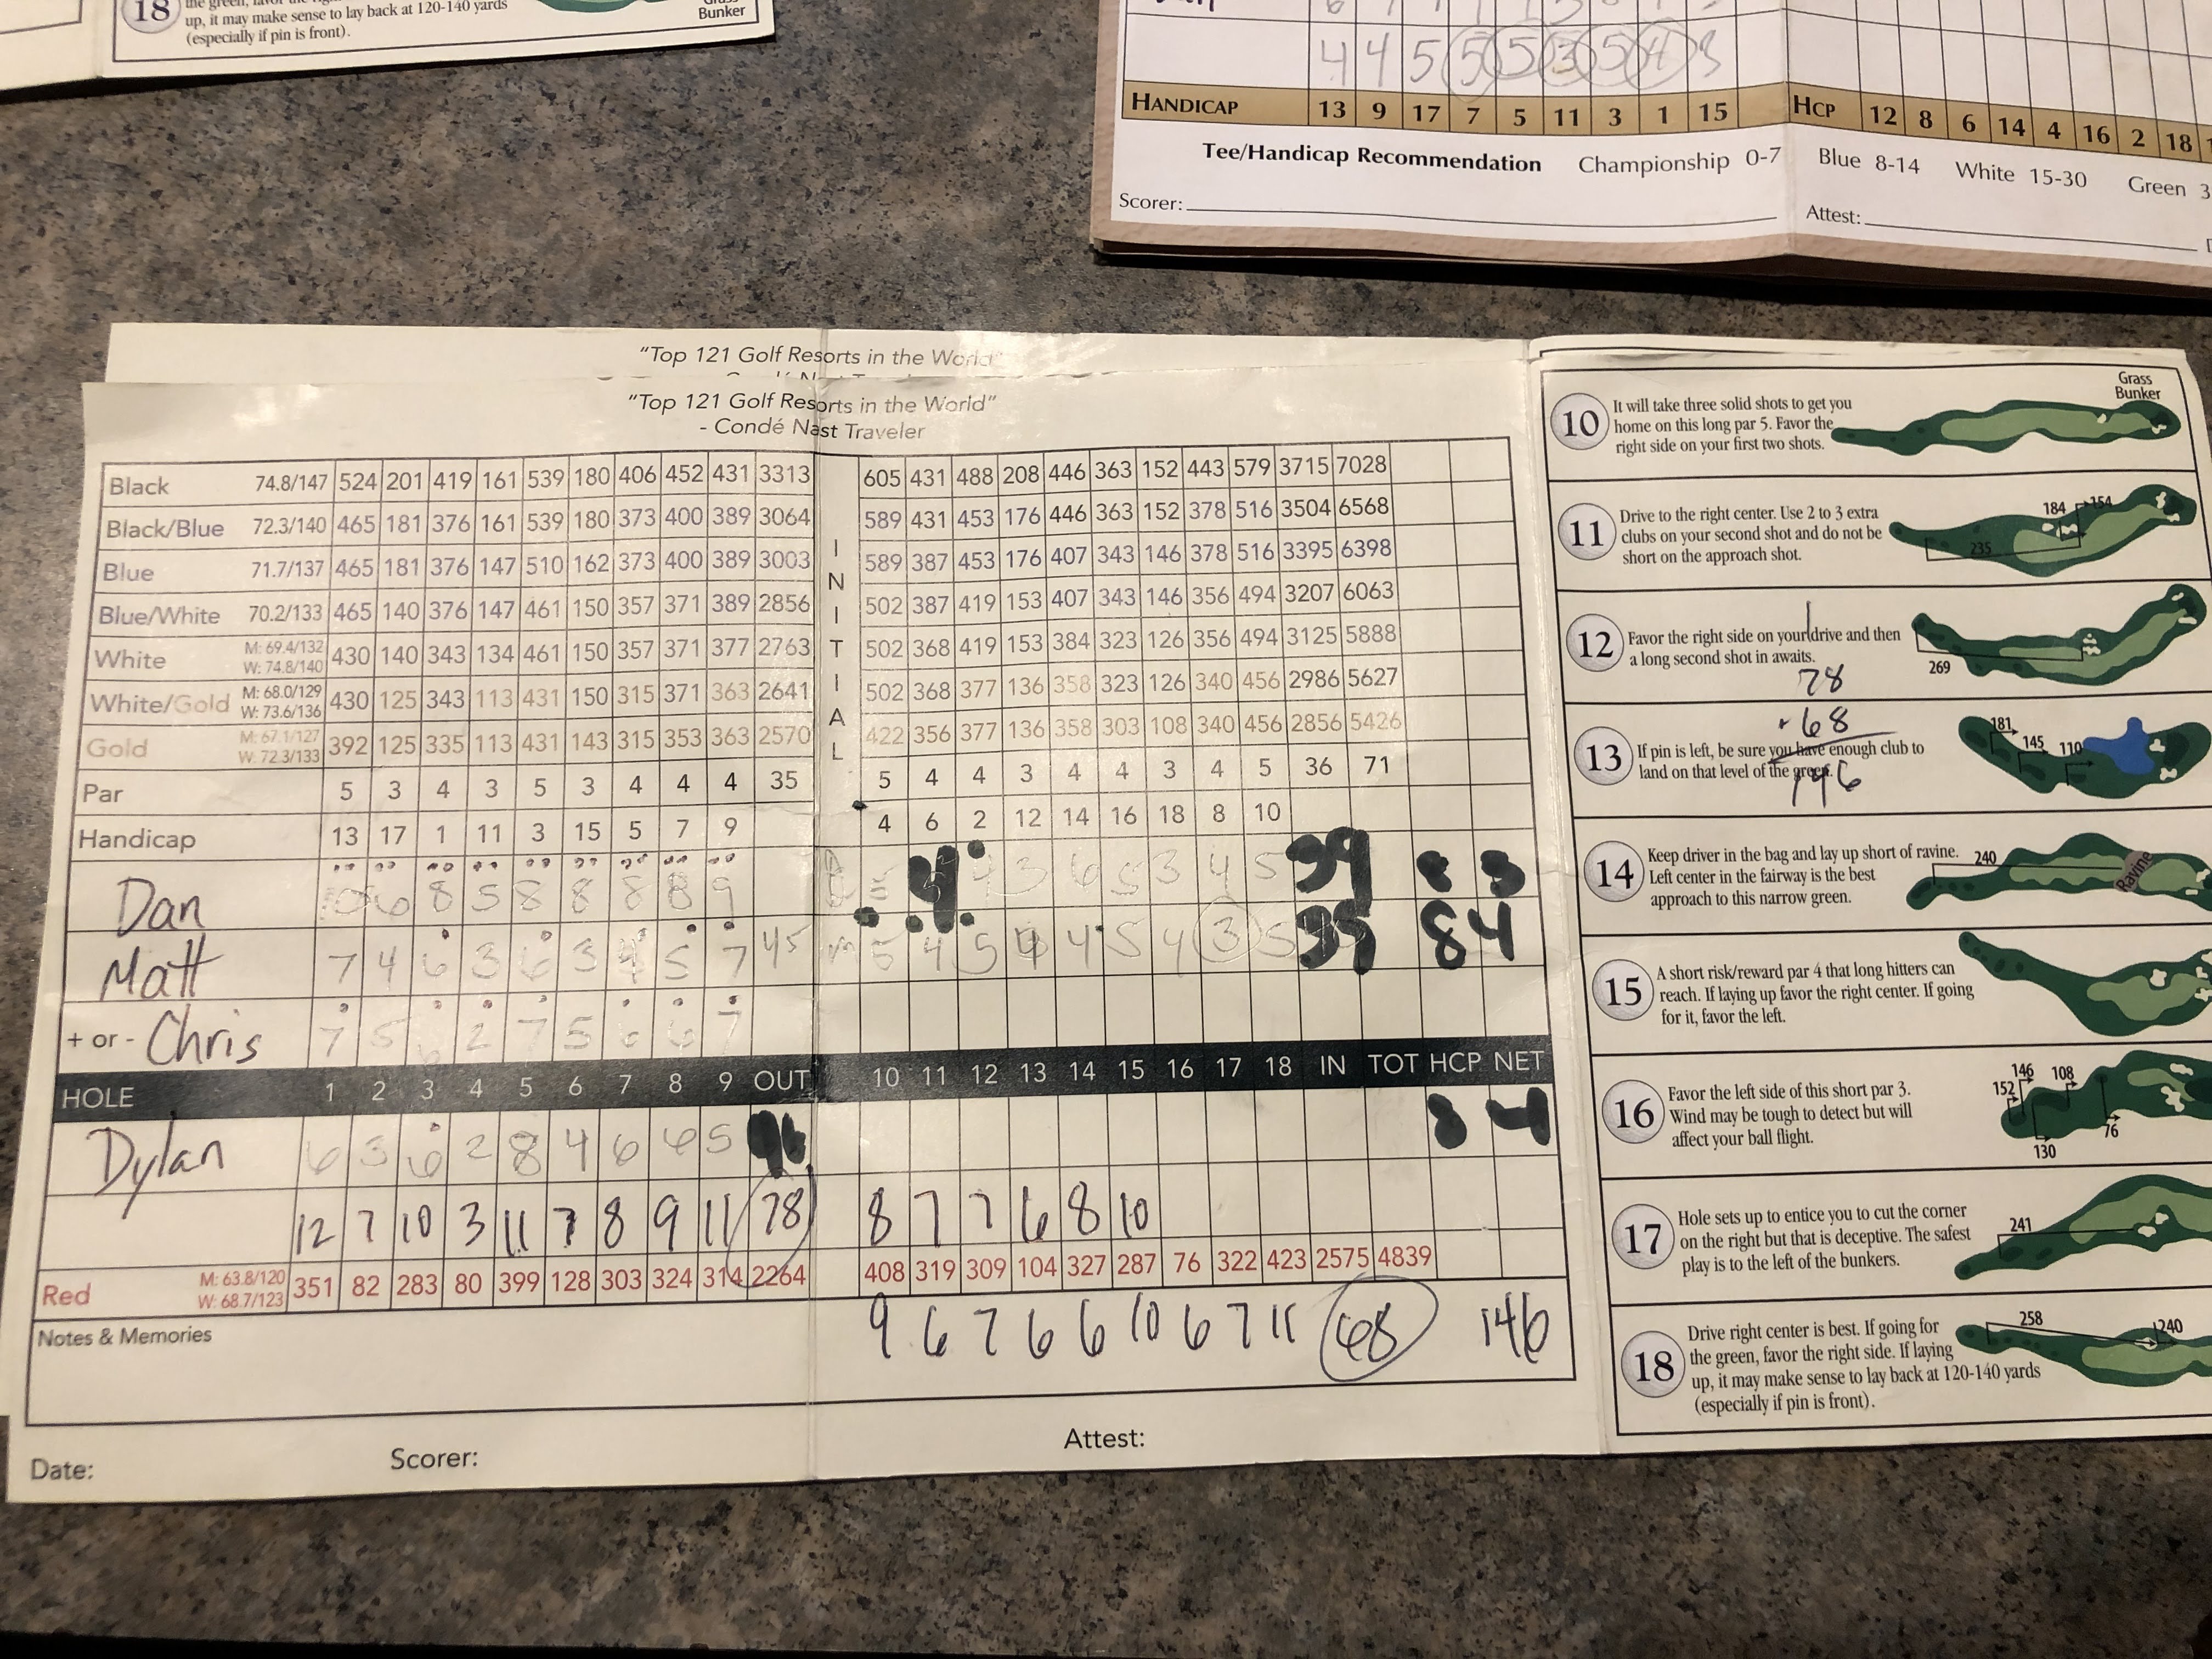 18
up, it may make sense to lay back at 120-140 yards
(especially if pin is front).
Bunker
4 4 5 5 5 3 5 4 3
HANDICAP 13 9 17 7 5 11 3 1 15 HCP 12 8 6 14 4 16 2 18
Tee/Handicap Recommendation Championship 0-7 Blue 8-14 White 15-30 Green
Scorer: Attest:
"Top 121 Golf Resorts in the World"
"Top 121 Golf Resorts in the World"
- Condé Nast Traveler
Black 74.8/147 524 201 419 161 539 180 406 452 431 3313 605 431 488 208 446 363 152 443 579 3715 7028
Black/Blue 72.3/140 465 181 376 161 539 180 373 400 389 3064 589 431 453 176 446 363 152 378 516 3504 6568
Blue 71.7/137 465 181 376 147 510 162 373 400 389 3003 589 387 453 176 407 343 146 378 516 3395 6398
Blue/White 70.2/133 465 140 376 147 461 150 357 371 389 2856 502 387 419 153 407 343 146 356 494 3207 6063
White M: 69.4/132 W: 74.8/140 430 140 343 134 461 150 357 371 377 2763 502 368 419 153 384 323 126 356 494 3125 5888
White/Gold M: 68.0/129 W: 73.6/136 430 125 343 113 431 150 315 371 363 2641 502 368 377 136 358 323 126 340 456 2986 5627
Gold M: 67.1/127 W: 72.3/133 392 125 335 113 431 143 315 353 363 2570 422 356 377 136 358 303 108 340 456 2856 5426
INITIAL
Par 5 3 4 3 5 3 4 4 4 35 5 4 4 3 4 4 3 4 5 36 71
Handicap 13 17 1 11 3 15 5 7 9 4 6 2 12 14 16 18 8 10
Dan 6 8 5 8 8 8 8 9 5 4 4 3 6 5 3 4 5 39 8 3
Matt 7 4 6 3 6 3 4 5 7 45 m 5 4 5 4 4 5 4 3 5 39 84
+ or - Chris 7 5 6 2 7 5 6 6 7
HOLE 1 2 3 4 5 6 7 8 9 OUT 10 11 12 13 14 15 16 17 18 IN TOT HCP NET
Dylan 6 3 6 2 8 4 6 6 5 46 8 4
12 7 10 3 11 7 8 9 11 78 8 7 7 6 8 10
Red M: 63.8/120 W: 68.7/123 351 82 283 80 399 128 303 324 314 2264 408 319 309 104 327 287 76 322 423 2575 4839
Notes & Memories 9 6 7 6 6 10 6 7 11 68 146
Date: Scorer: Attest:
Grass
Bunker
10 It will take three solid shots to get you
home on this long par 5. Favor the
right side on your first two shots.
11 Drive to the right center. Use 2 to 3 extra
clubs on your second shot and do not be
short on the approach shot.
184 154
235
12 Favor the right side on your drive and then
a long second shot in awaits.
269
78
+68
146
13 If pin is left, be sure you have enough club to
land on that level of the green.
181
145
110
14 Keep driver in the bag and lay up short of ravine.
Left center in the fairway is the best
approach to this narrow green.
240
Ravine
15 A short risk/reward par 4 that long hitters can
reach. If laying up favor the right center. If going
for it, favor the left.
16 Favor the left side of this short par 3.
Wind may be tough to detect but will
affect your ball flight.
146 108
152
76
130
17 Hole sets up to entice you to cut the corner
on the right but that is deceptive. The safest
play is to the left of the bunkers.
241
18 Drive right center is best. If going for
the green, favor the right side. If laying
up, it may make sense to lay back at 120-140 yards
(especially if pin is front).
258
240